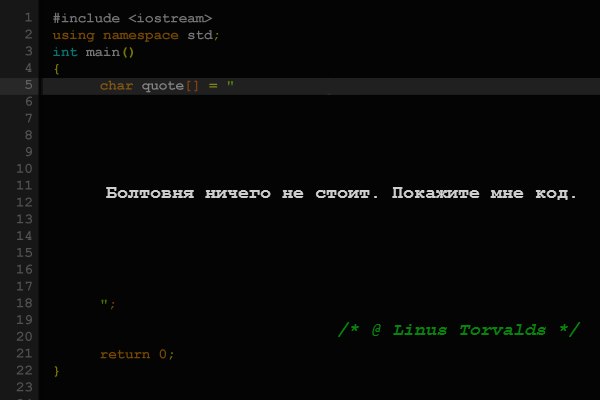 1 #include <iostream>
2 using namespace std;
3 int main()
4 {
5 char quote[] = "
6
7
8
9
10
11 Болтовня ничего не стоит. Покажите мне код.
12
13
14
15
16
17
18 ";
19
/* @ Linus Torvalds */
20
21 return 0;
22 }
23